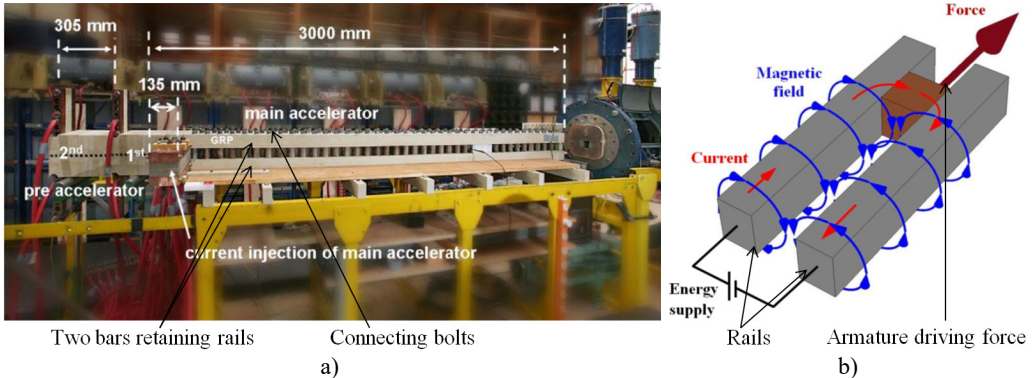 305 mm
3000 mm
135 mm
main accelerator
GRP
2nd
1st
pre accelerator
current injection of main accelerator
Two bars retaining rails
Connecting bolts
a)
Force
Magnetic
field
Current
Energy
supply
Rails
Armature driving force
b)